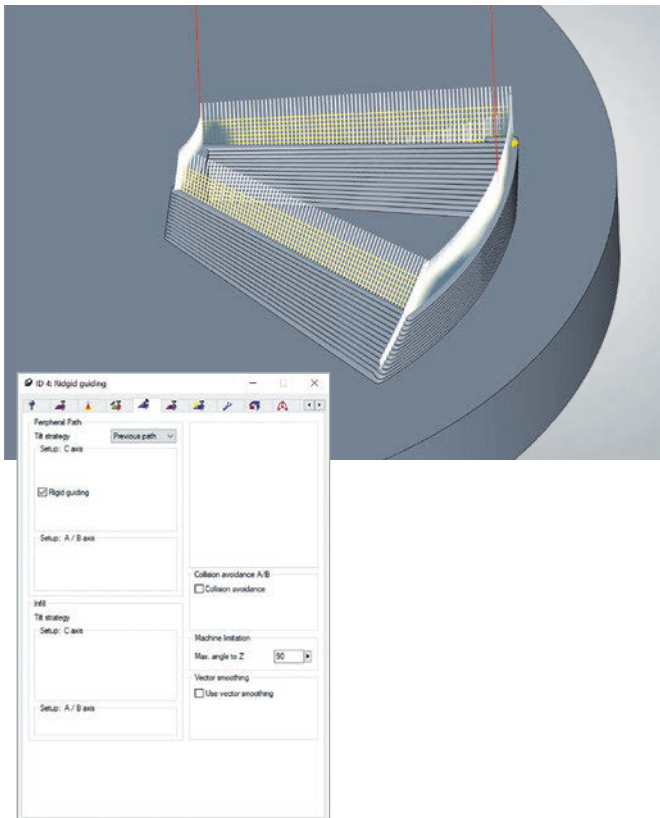 ID 4: Ridgid guiding
Peripheral Path
Tilt strategy
Previous path
Setup: C axis
Rigid guiding
Setup: A / B axis
Collision avoidance A/B
Collision avoidance
Infill
Tilt strategy
Setup: C axis
Machine limitation
Max. angle to Z
90
Vector smoothing
Use vector smoothing
Setup: A / B axis